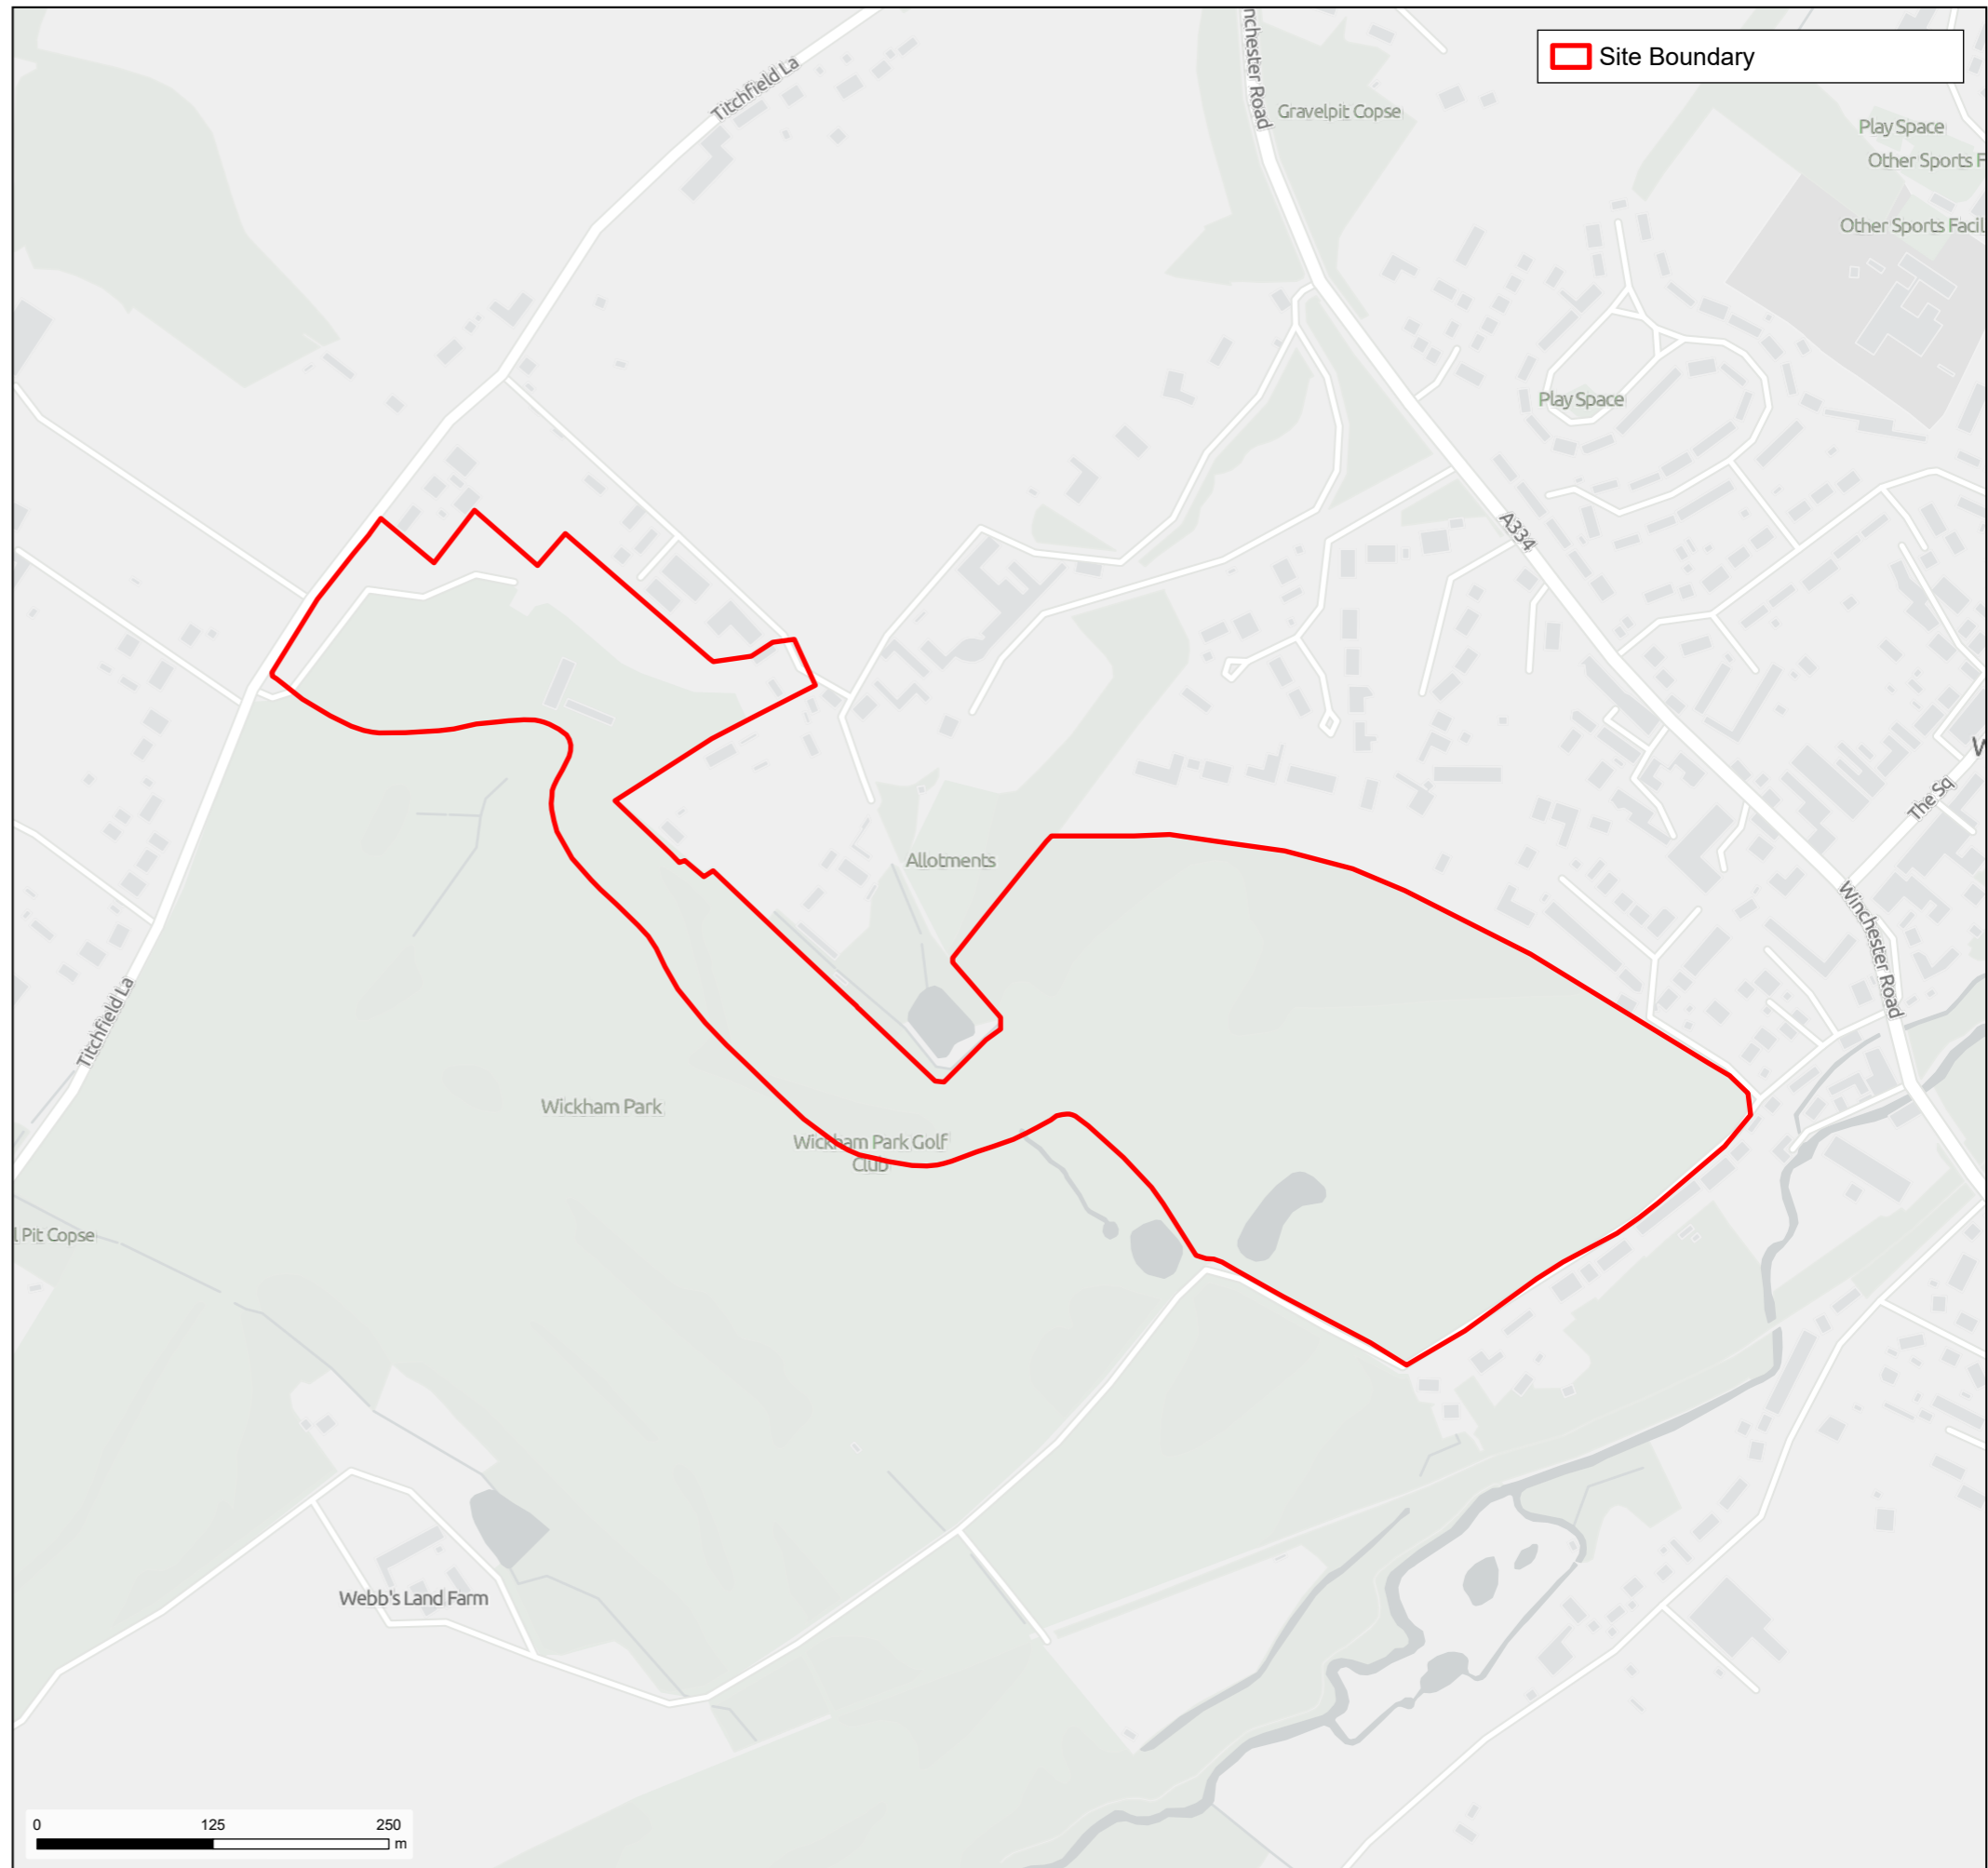 Site Boundary
Titchfield La
nchester Road
Gravelpit Copse
Play Space
Other Sports F
Other Sports Facil
Play Space
A334
W
The Sq
Allotments
Winchester Road
Titchfield La
Wickham Park
Wickham Park Golf
Club
l Pit Copse
Webb's Land Farm
0 125 250
m